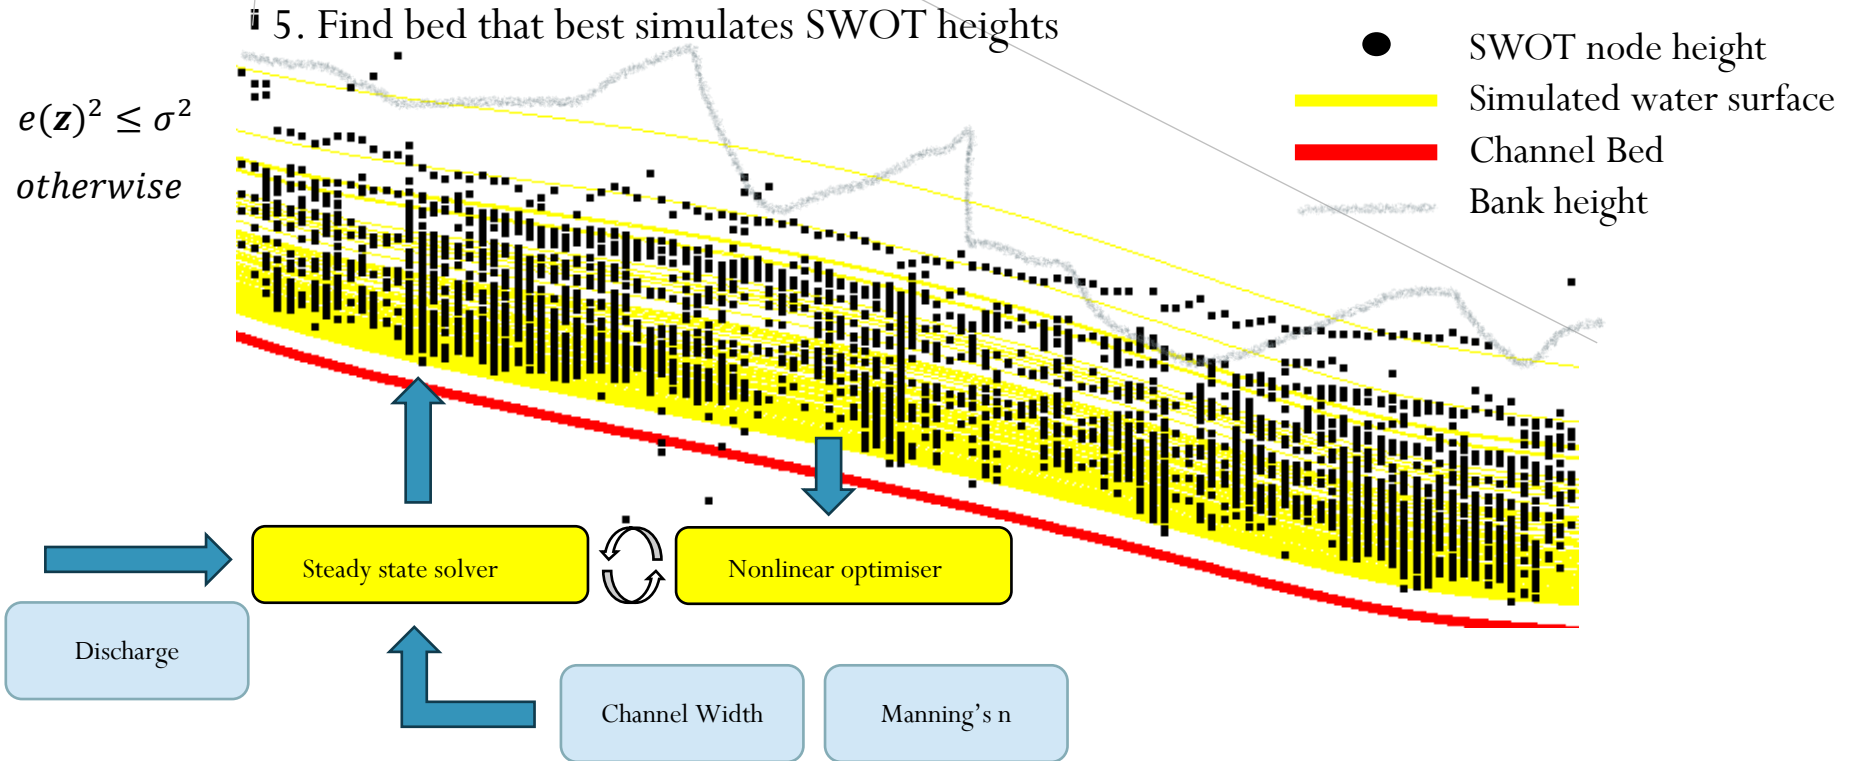 5. Find bed that best simulates SWOT heights
e(z)² ≤ σ²
otherwise
SWOT node height
Simulated water surface
Channel Bed
Bank height
Steady state solver
Nonlinear optimiser
Discharge
Channel Width
Manning's n